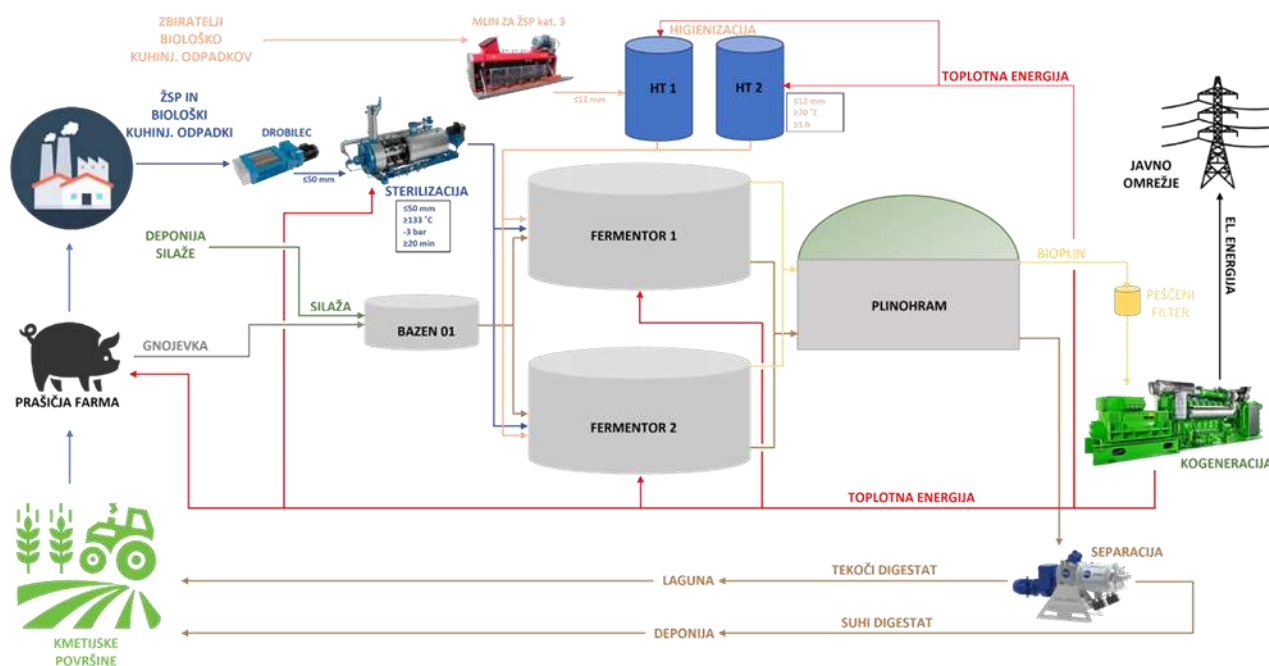 ZBIRATELJI
BIOLOŠKO
KUHINJ. ODPADKOV
MLIN ZA ŽSP kat. 3
HIGIENIZACIJA
≤12 mm
HT 1
HT 2
TOPLOTNA ENERGIJA
≤12 mm
≥70 ˚C
≥1 h
ŽSP IN
BIOLOŠKI
KUHINJ. ODPADKI
DROBILEC
≤50 mm
STERILIZACIJA
≤50 mm
≥133 ˚C
-3 bar
≥20 min
JAVNO
OMREŽJE
EL. ENERGIJA
DEPONIJA
SILAŽE
SILAŽA
FERMENTOR 1
BIOPLIN
PEŠČENI
FILTER
PLINOHRAM
BAZEN 01
GNOJEVKA
PRAŠIČJA FARMA
FERMENTOR 2
KOGENERACIJA
TOPLOTNA ENERGIJA
SEPARACIJA
TEKOČI DIGESTAT
LAGUNA
SUHI DIGESTAT
DEPONIJA
KMETIJSKE
POVRŠINE